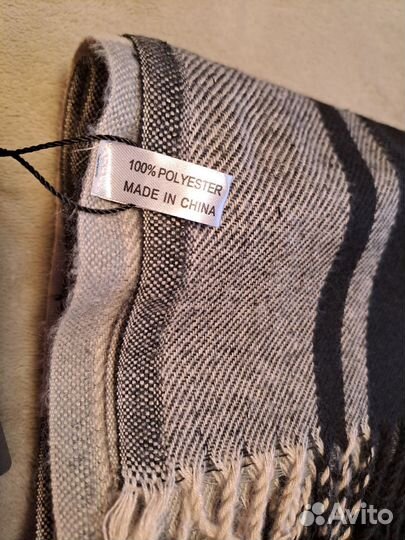 100% POLYESTER
MADE IN CHINA
Avito